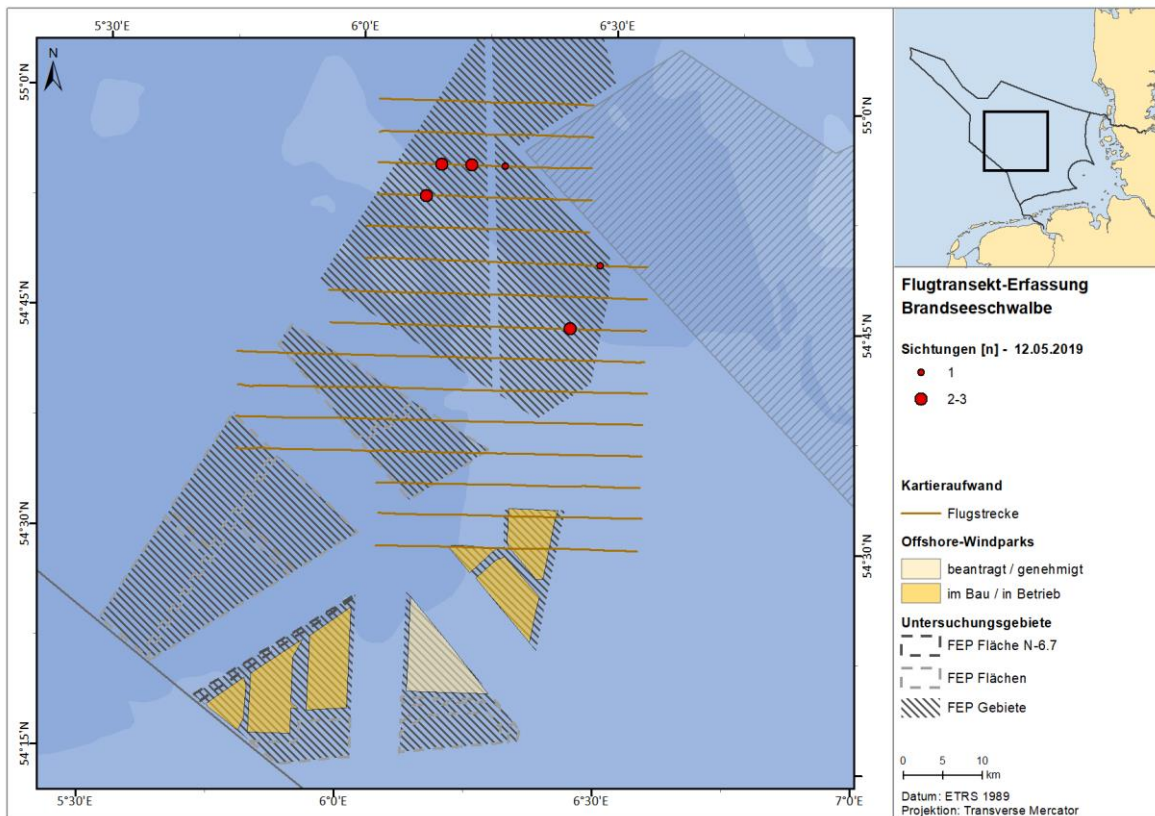 5°30'E
6°0'E
6°30'E
N
55°0'N
55°0'N
54°45'N
54°45'N
54°30'N
54°30'N
54°15'N
5°30'E
6°0'E
6°30'E
7°0'E
Flugtransekt-Erfassung
Brandseeschwalbe
Sichtungen [n] - 12.05.2019
1
2-3
Kartieraufwand
Flugstrecke
Offshore-Windparks
beantragt / genehmigt
im Bau / in Betrieb
Untersuchungsgebiete
FEP Fläche N-6.7
FEP Flächen
FEP Gebiete
0 5 10
km
Datum: ETRS 1989
Projektion: Transverse Mercator